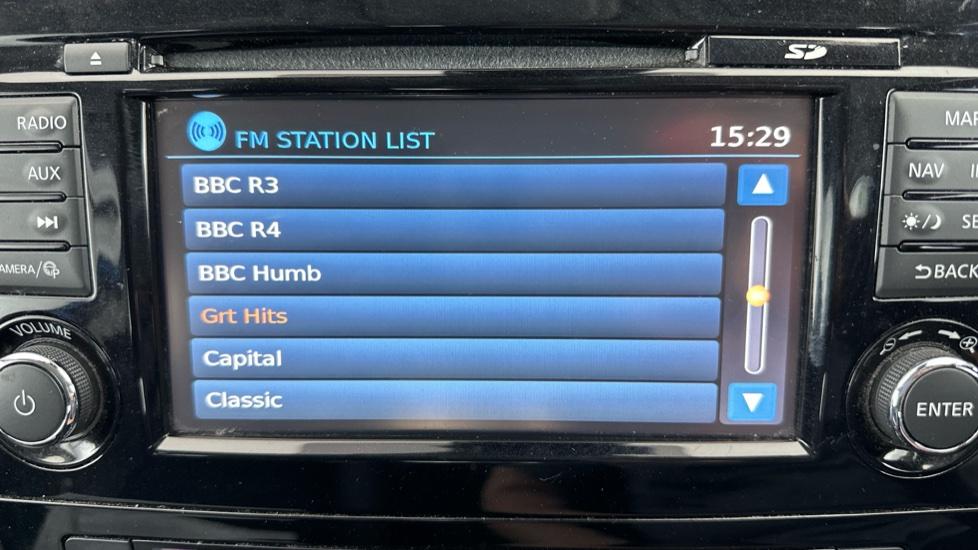 SD
RADIO
FM STATION LIST
15:29
MAP
AUX
BBC R3
NAV
BBC R4
BBC Humb
BACK
VOLUME
Grt Hits
Capital
Classic
ENTER